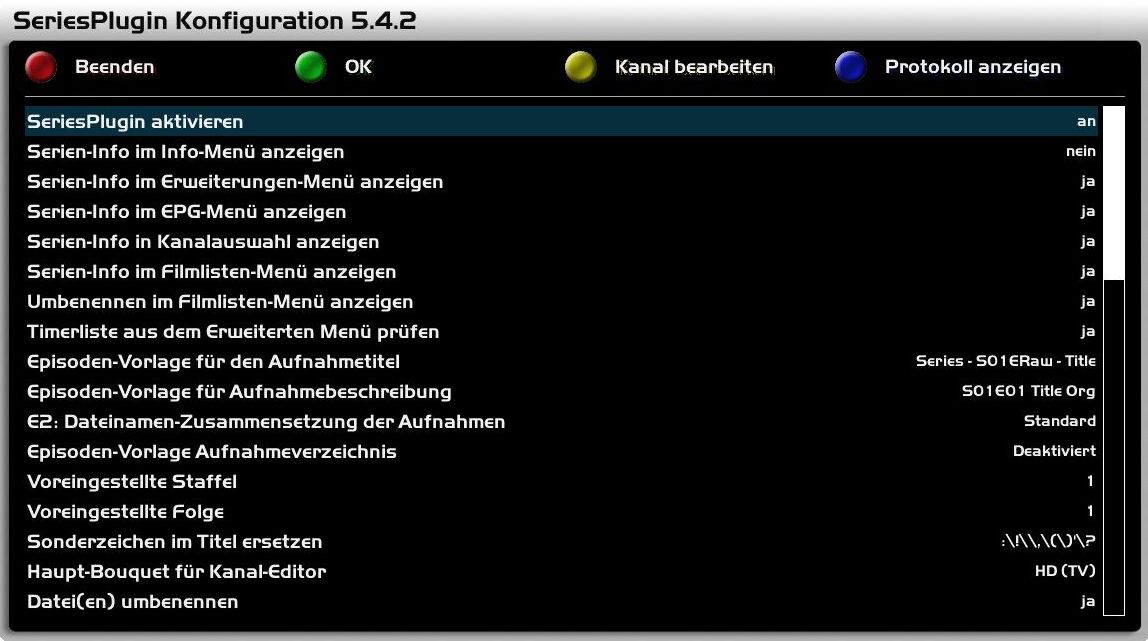 SeriesPlugin Konfiguration 5.4.2
Beenden OK Kanal bearbeiten Protokoll anzeigen
SeriesPlugin aktivieren an
Serien-Info im Info-Menü anzeigen nein
Serien-Info im Erweiterungen-Menü anzeigen ja
Serien-Info im EPG-Menü anzeigen ja
Serien-Info in Kanalauswahl anzeigen ja
Serien-Info im Filmlisten-Menü anzeigen ja
Umbenennen im Filmlisten-Menü anzeigen ja
Timerliste aus dem Erweiterten Menü prüfen ja
Episoden-Vorlage für den Aufnahmetitel Series - S01ERaw - Title
Episoden-Vorlage für Aufnahmebeschreibung S01E01 Title Org
E2: Dateinamen-Zusammensetzung der Aufnahmen Standard
Episoden-Vorlage Aufnahmeverzeichnis Deaktiviert
Voreingestellte Staffel 1
Voreingestellte Folge 1
Sonderzeichen im Titel ersetzen :\!\\,\(\)'\?
Haupt-Bouquet für Kanal-Editor HD (TV)
Datei(en) umbenennen ja